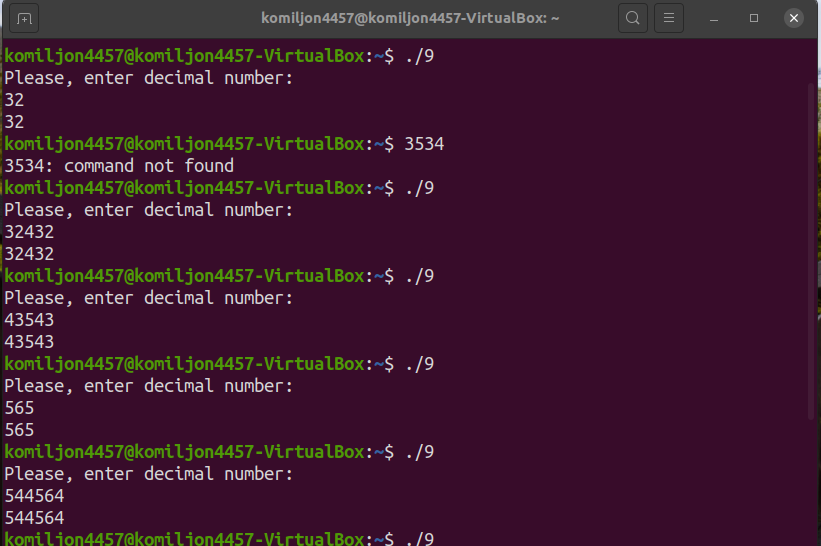 komiljon4457@komiljon4457-VirtualBox: ~
komiljon4457@komiljon4457-VirtualBox:~$ ./9
Please, enter decimal number:
32
32
komiljon4457@komiljon4457-VirtualBox:~$ 3534
3534: command not found
komiljon4457@komiljon4457-VirtualBox:~$ ./9
Please, enter decimal number:
32432
32432
komiljon4457@komiljon4457-VirtualBox:~$ ./9
Please, enter decimal number:
43543
43543
komiljon4457@komiljon4457-VirtualBox:~$ ./9
Please, enter decimal number:
565
565
komiljon4457@komiljon4457-VirtualBox:~$ ./9
Please, enter decimal number:
544564
544564
komiljon4457@komiljon4457-VirtualBox:~$ ./9